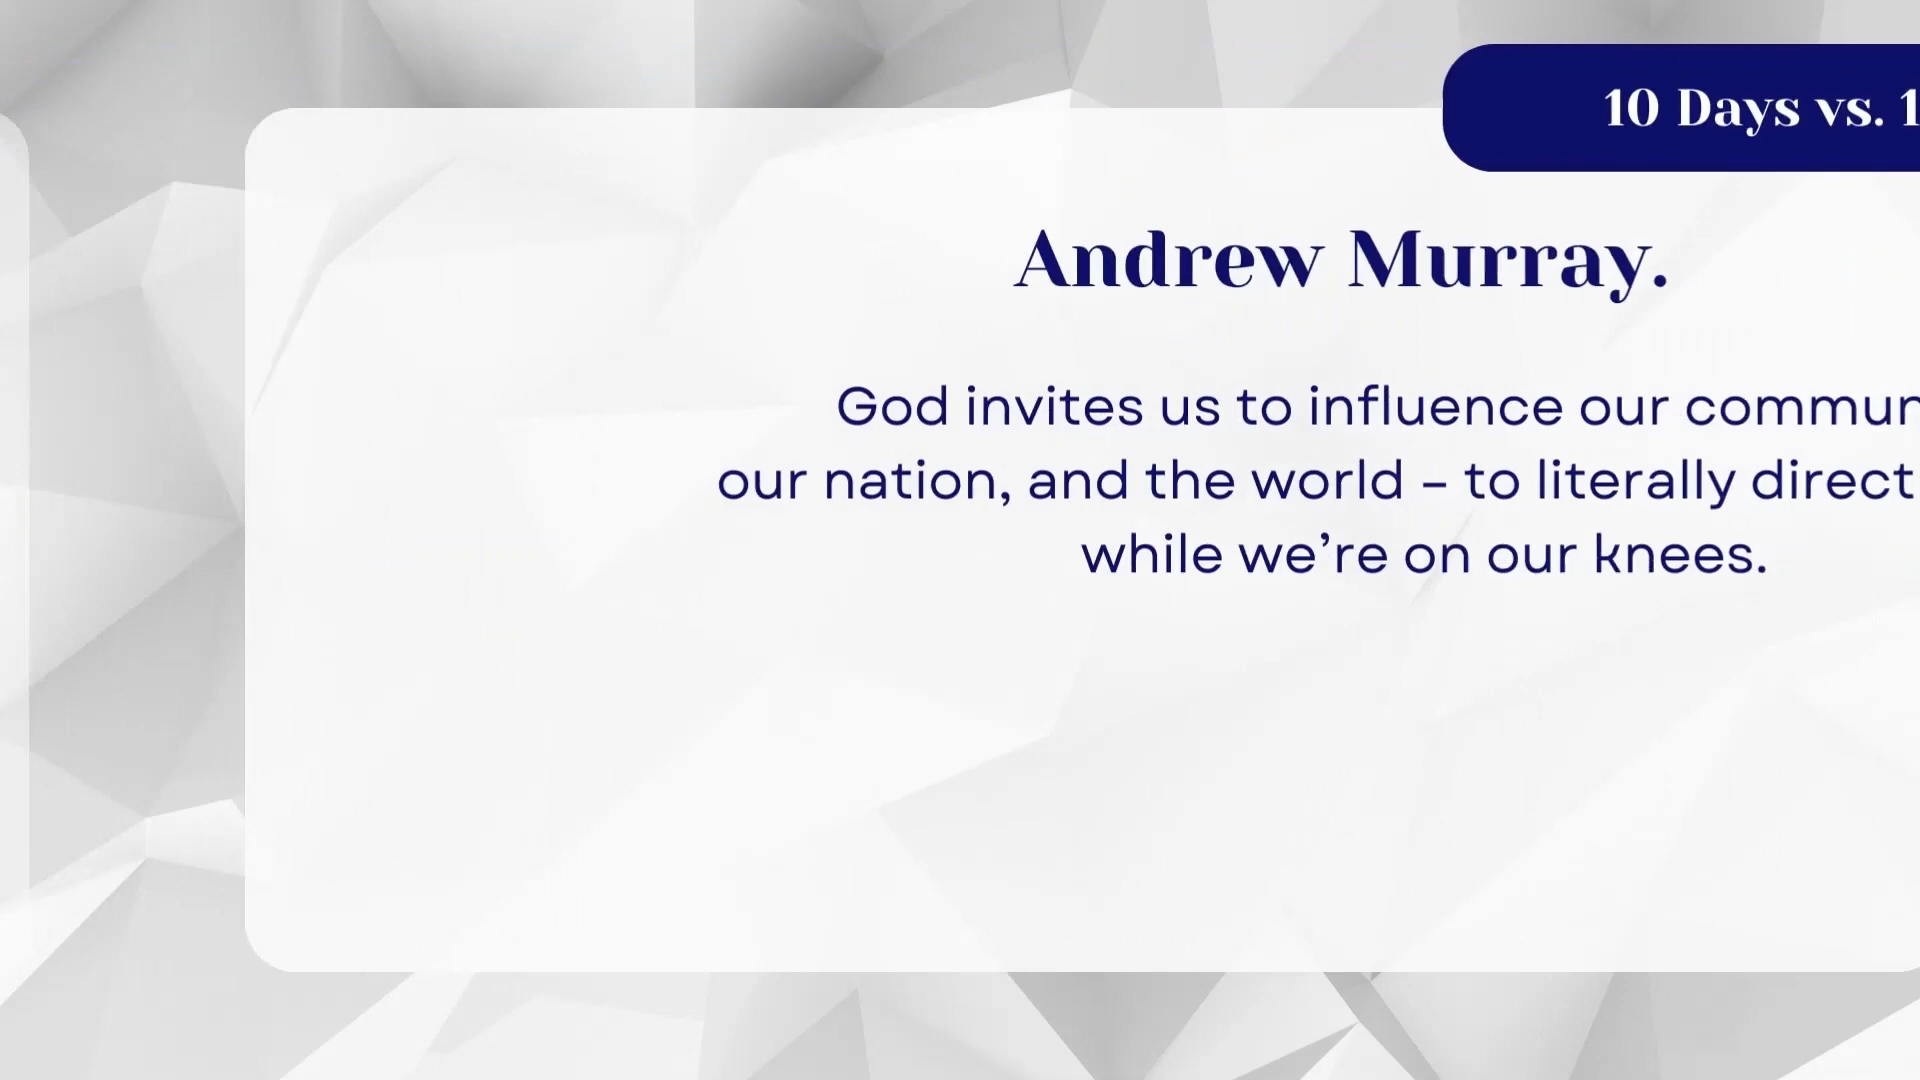 10 Days vs. 1
Andrew Murray.
God invites us to influence our commun
our nation, and the world – to literally direct
while we’re on our knees.